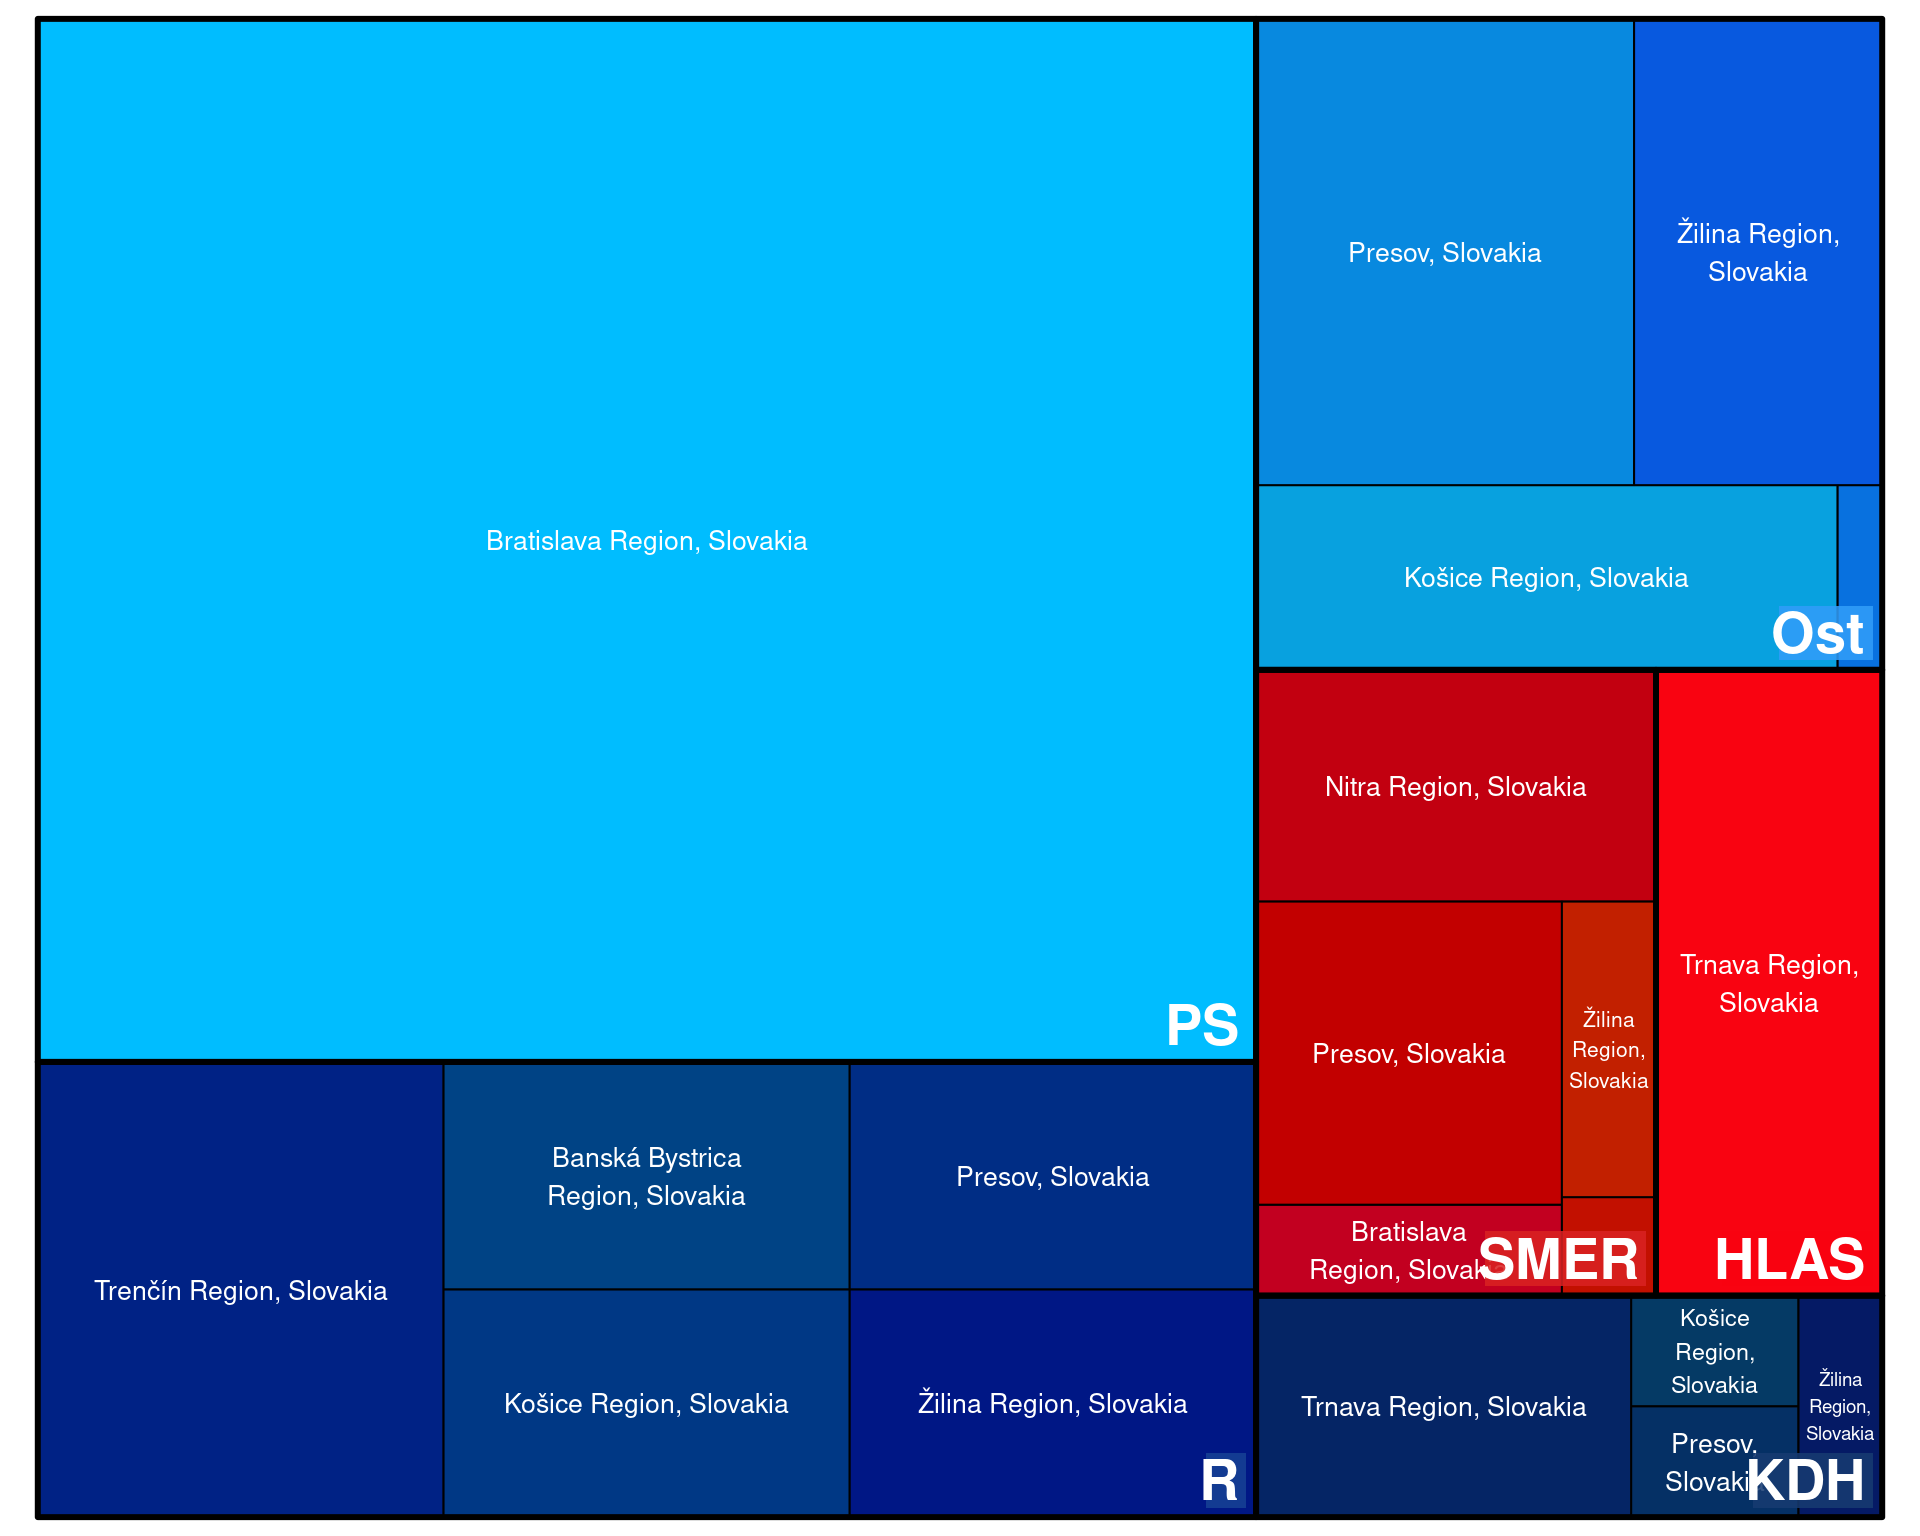 Bratislava Region, Slovakia
PS
Presov, Slovakia
Žilina Region,
Slovakia
Košice Region, Slovakia
Ost
Nitra Region, Slovakia
Presov, Slovakia
Žilina
Region,
Slovakia
Bratislava
Region, Slovak
SMER
Trnava Region,
Slovakia
HLAS
Trenčín Region, Slovakia
Banská Bystrica
Region, Slovakia
Presov, Slovakia
Košice Region, Slovakia
Žilina Region, Slovakia
R
Trnava Region, Slovakia
Košice
Region,
Slovakia
Presov,
Slovaki
Žilina
Region,
Slovakia
KDH